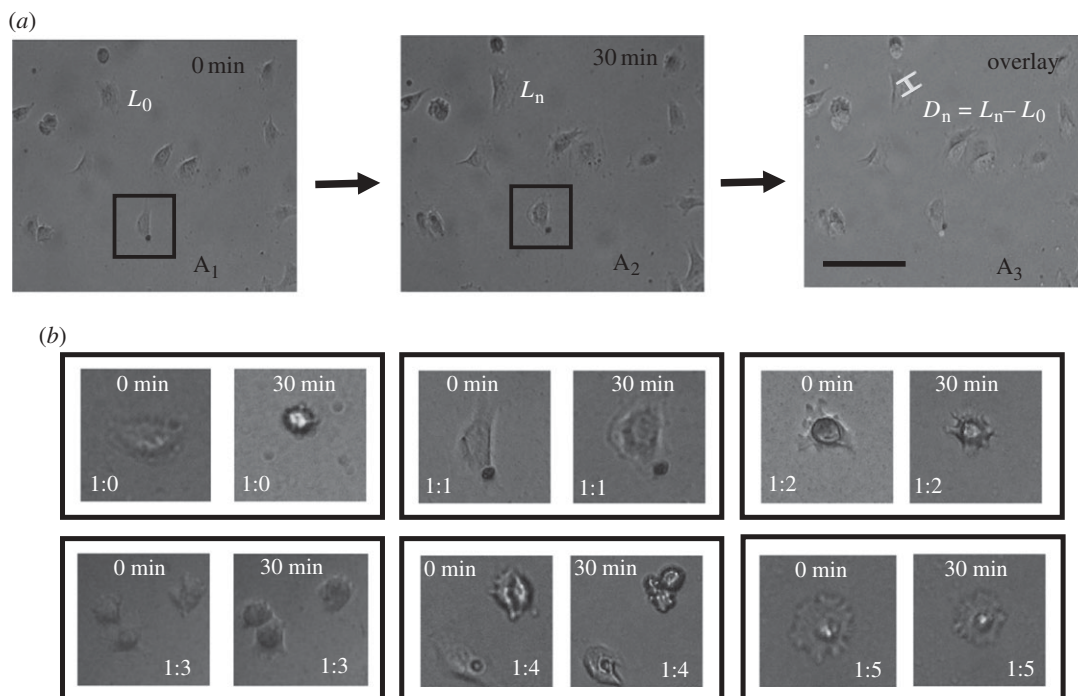 (a)
0 min
30 min
overlay
L0
Ln
Dn = Ln– L0
A1
A2
A3
(b)
0 min 30 min 0 min 30 min 0 min 30 min
1:0 1:0 1:1 1:1 1:2 1:2
0 min 30 min 0 min 30 min 0 min 30 min
1:3 1:3 1:4 1:4 1:5 1:5